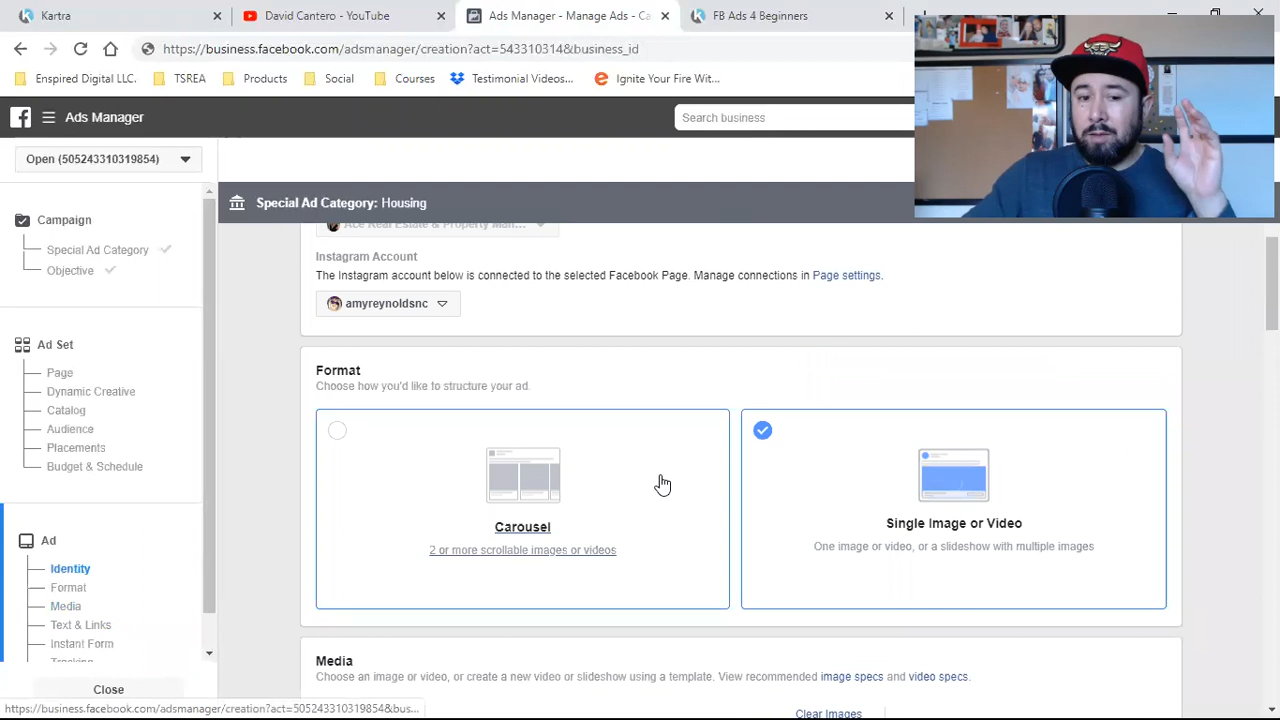 Kartra
David Cantero - YouTube
Ads Manager - Manage Ads - Ca
FB Ads 4 Beginners
https://business.facebook.com/adsmanager/creation?act=543310314&business_id
Enspired Digital LLC.
TSREA
Products
SOPs
Courses
Testimonial Videos...
Ignite Your Fire Wit...
Ads Manager
Search business
Open (505243310319854)
Special Ad Category: Housing
Campaign
Special Ad Category
Objective
Ad Set
Page
Dynamic Creative
Catalog
Audience
Placements
Budget & Schedule
Ad
Identity
Format
Media
Text & Links
Instant Form
Tracking
Close
Ace Real Estate & Property Man...
Instagram Account
The Instagram account below is connected to the selected Facebook Page. Manage connections in Page settings.
amyreynoldsnc
Format
Choose how you'd like to structure your ad.
Carousel
2 or more scrollable images or videos
Single Image or Video
One image or video, or a slideshow with multiple images
Media
Choose an image or video, or create a new video or slideshow using a template. View recommended image specs and video specs.
Clear Images
https://business.facebook.com/adsmanager/creation?act=505243310319854&bus...